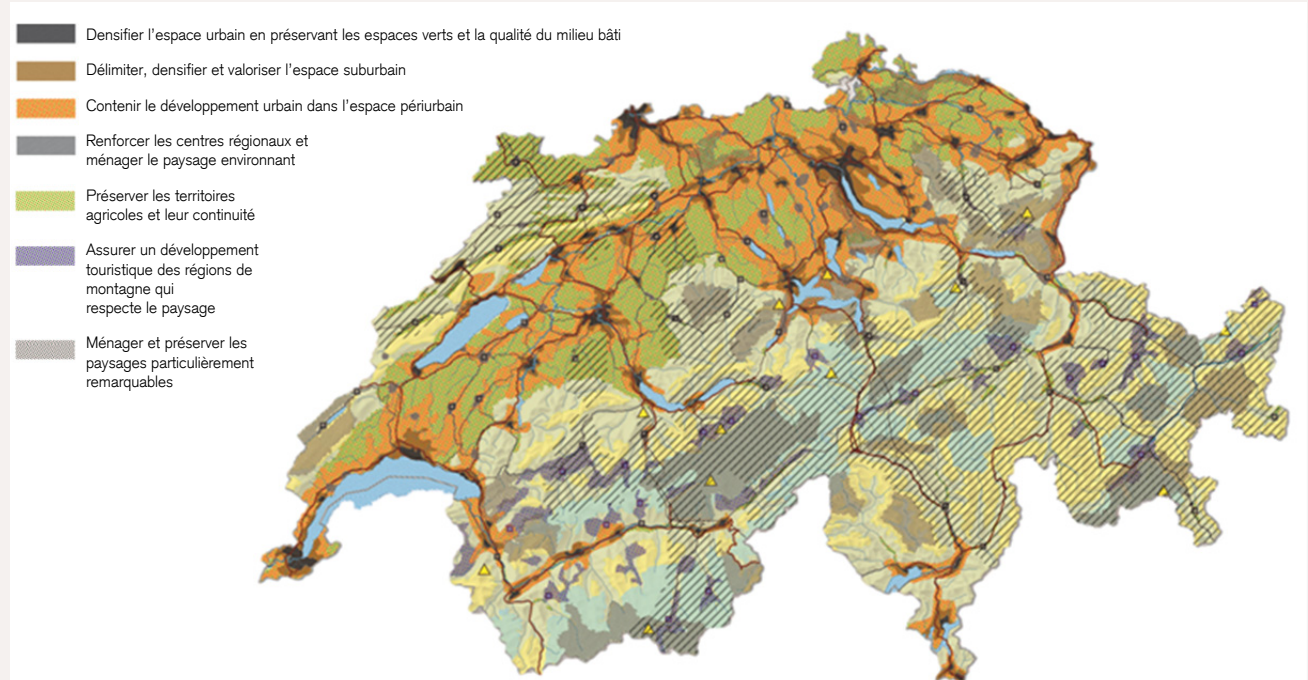 Densifier l’espace urbain en préservant les espaces verts et la qualité du milieu bâti
Délimiter, densifier et valoriser l’espace suburbain
Contenir le développement urbain dans l’espace périurbain
Renforcer les centres régionaux et
ménager le paysage environnant
Préserver les territoires
agricoles et leur continuité
Assurer un développement
touristique des régions de
montagne qui
respecte le paysage
Ménager et préserver les
paysages particulièrement
remarquables